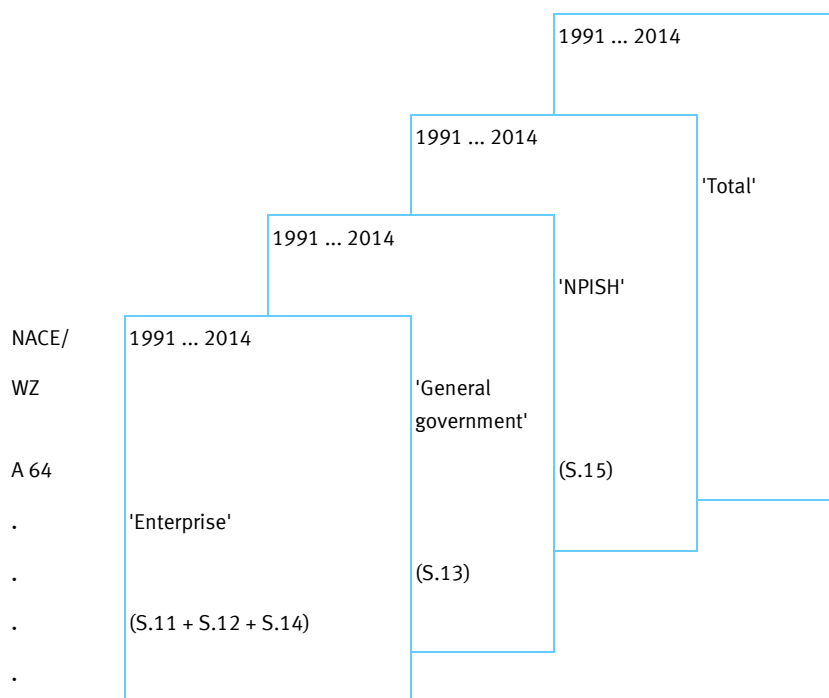 1991 ... 2014
1991 ... 2014
'Total'
1991 ... 2014
'NPISH'
NACE/
1991 ... 2014
WZ
'General
government'
A 64
(S.15)
.
'Enterprise'
.
(S.13)
.
(S.11 + S.12 + S.14)
.